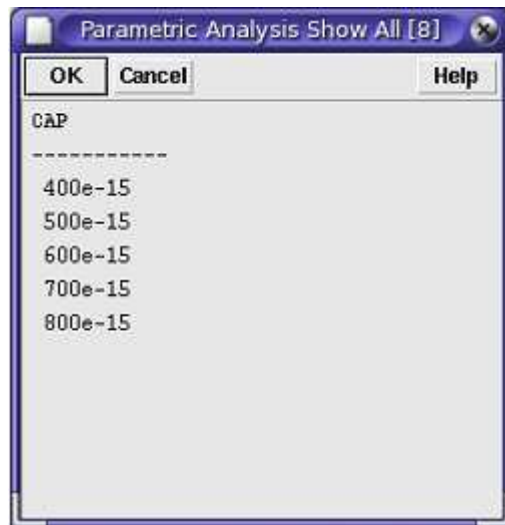 Parametric Analysis Show All [8]
OK Cancel Help
CAP
-----------
400e-15
500e-15
600e-15
700e-15
800e-15